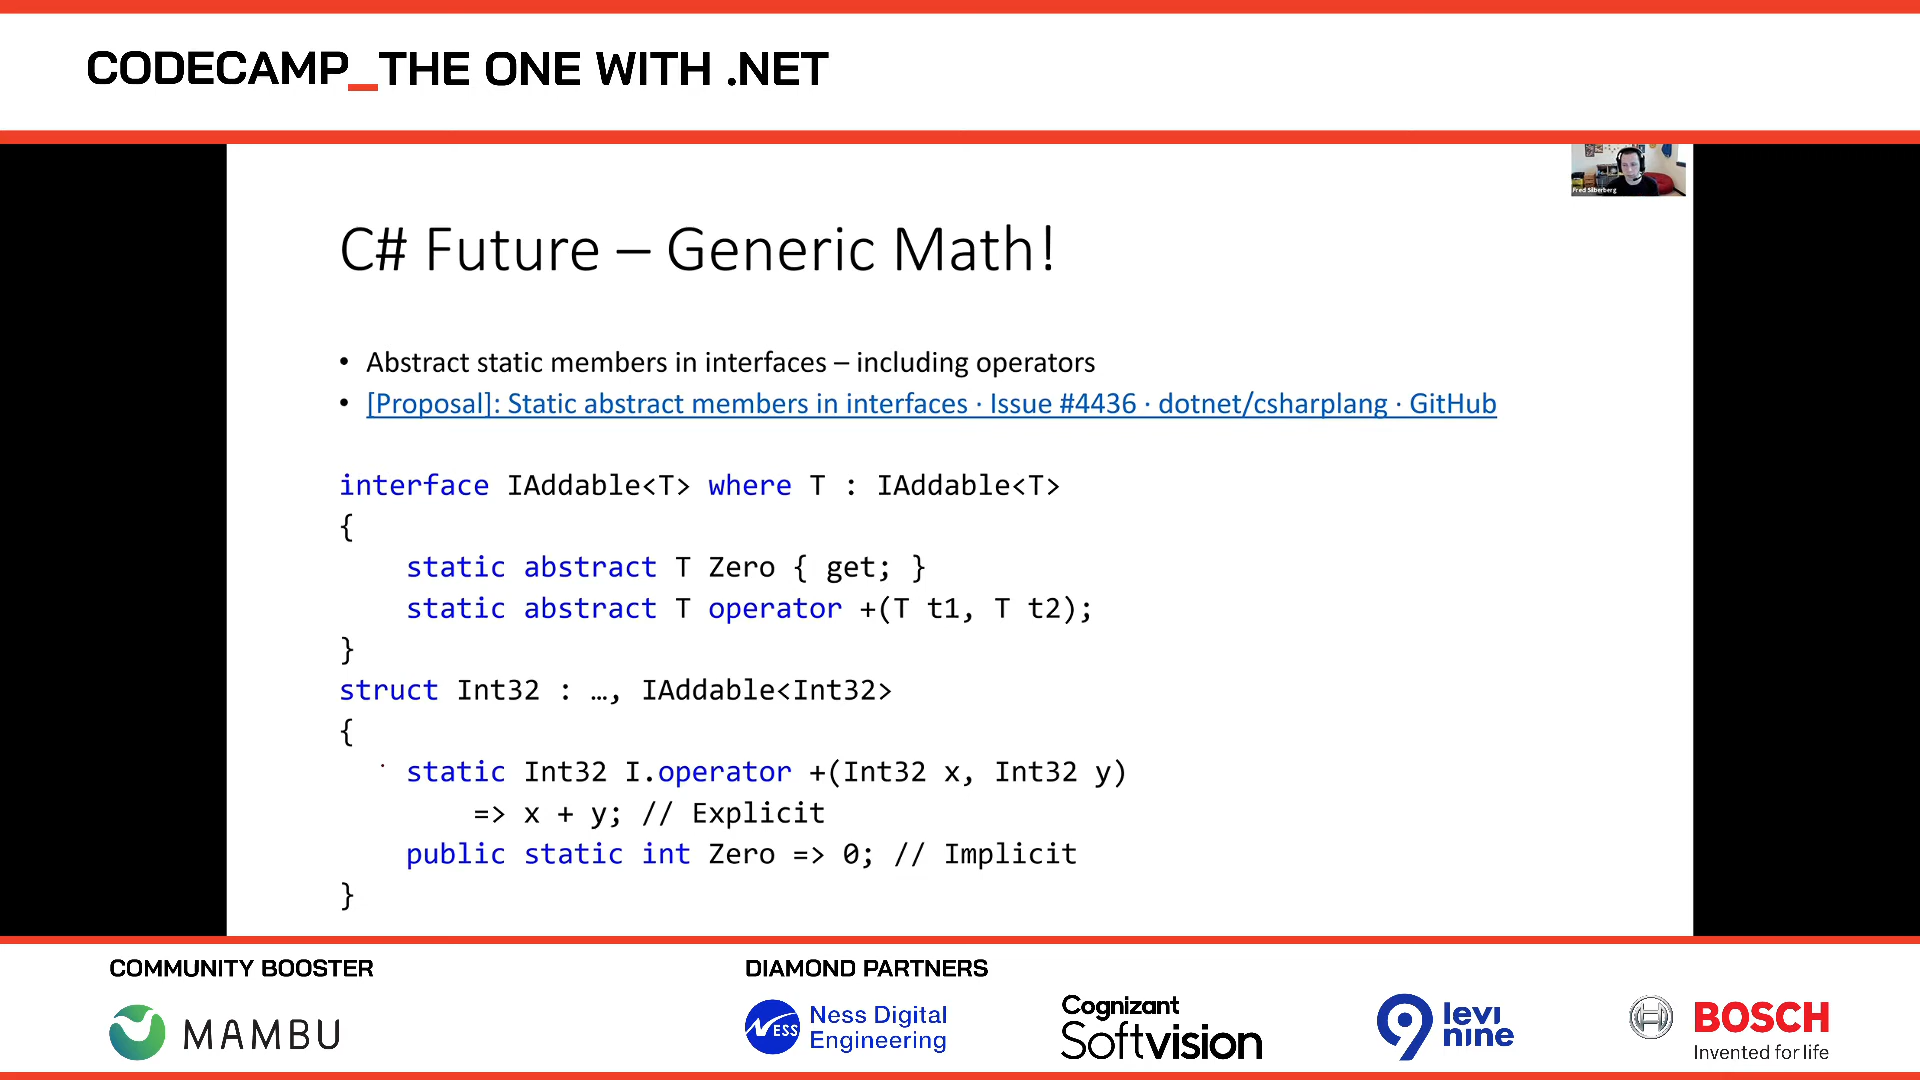 CODECAMP_THE ONE WITH .NET
Fred Silberberg
C# Future – Generic Math!
• Abstract static members in interfaces – including operators
• [Proposal]: Static abstract members in interfaces · Issue #4436 · dotnet/csharplang · GitHub
interface IAddable<T> where T : IAddable<T>
{
    static abstract T Zero { get; }
    static abstract T operator +(T t1, T t2);
}
struct Int32 : …, IAddable<Int32>
{
    static Int32 I.operator +(Int32 x, Int32 y)
        => x + y; // Explicit
    public static int Zero => 0; // Implicit
}
COMMUNITY BOOSTER
DIAMOND PARTNERS
MAMBU
NESS
Ness Digital
Engineering
Cognizant
Softvision
levi
nine
BOSCH
Invented for life